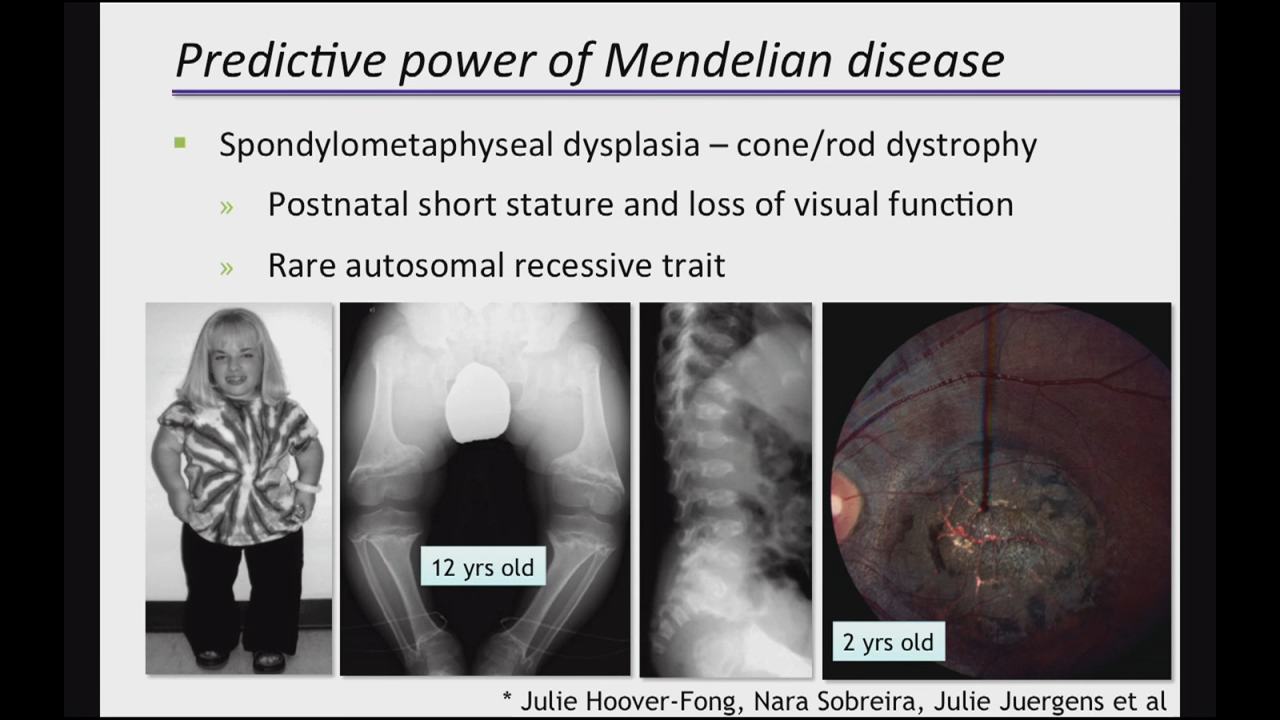 Predictive power of Mendelian disease
Spondylometaphyseal dysplasia – cone/rod dystrophy
» Postnatal short stature and loss of visual function
» Rare autosomal recessive trait
12 yrs old
2 yrs old
* Julie Hoover-Fong, Nara Sobreira, Julie Juergens et al